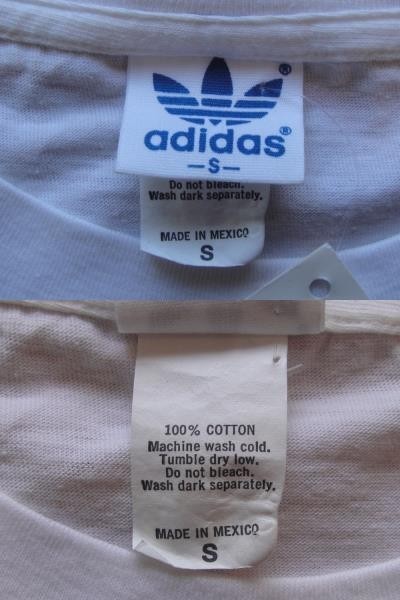 ®
adidas®
-S-
Do not bleach.
Wash dark separately.
MADE IN MEXICO
S
100% COTTON
Machine wash cold.
Tumble dry low.
Do not bleach.
Wash dark separately.
MADE IN MEXICO
S